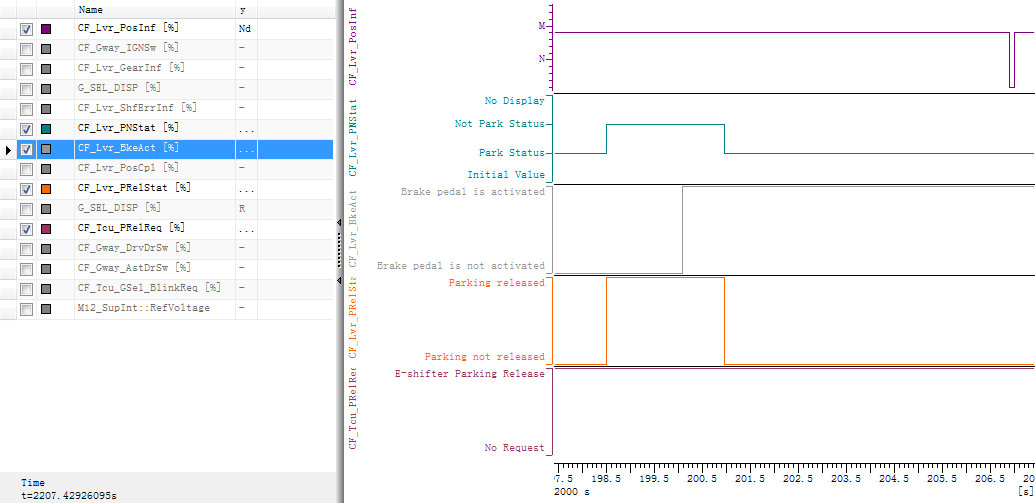 Name y
CF_Lvr_PosInf [%] Nd
CF_Gway_IGNSw [%] -
CF_Lvr_GearInf [%] -
G_SEL_DISP [%] -
CF_Lvr_ShfErrInf [%] -
CF_Lvr_PNStat [%] ...
CF_Lvr_BkeAct [%] ...
CF_Lvr_PosCpl [%] -
CF_Lvr_PRelStat [%] ...
G_SEL_DISP [%] R
CF_Tcu_PRelReq [%] ...
CF_Gway_DrvDrSw [%] -
CF_Gway_AstDrSw [%] -
CF_Tcu_GSel_BlinkReq [%] -
M12_SupInt::RefVoltage -
Time
t=2207.42926095s
CF_Lvr_PosInf
M
N
CF_Lvr_PNStat
No Display
Not Park Status
Park Status
Initial Value
CF_Lvr_BkeAct
Brake pedal is activated
Brake pedal is not activated
CF_Lvr_PRelSta
Parking released
Parking not released
CF_Tcu_PRelRec
E-shifter Parking Release
No Request
7.5 198.5 199.5 200.5 201.5 202.5 203.5 204.5 205.5 206.5 20
2000 s [s]